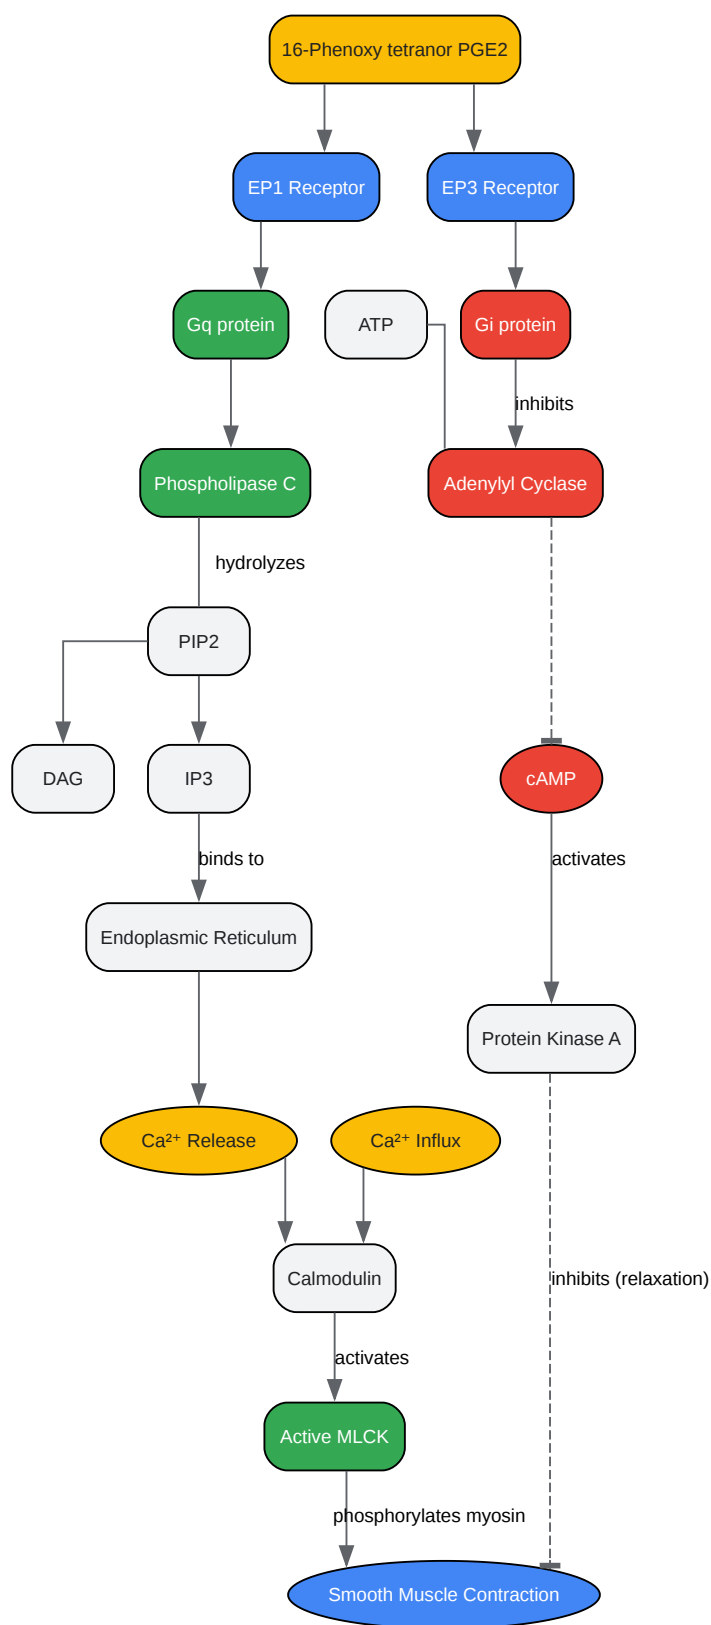 16-Phenoxy tetranor PGE2
EP1 Receptor
EP3 Receptor
Gq protein
ATP
Gi protein
inhibits
Phospholipase C
Adenylyl Cyclase
hydrolyzes
PIP2
DAG
IP3
cAMP
binds to
activates
Endoplasmic Reticulum
Protein Kinase A
Ca²⁺ Release
Ca²⁺ Influx
Calmodulin
inhibits (relaxation)
activates
Active MLCK
phosphorylates myosin
Smooth Muscle Contraction